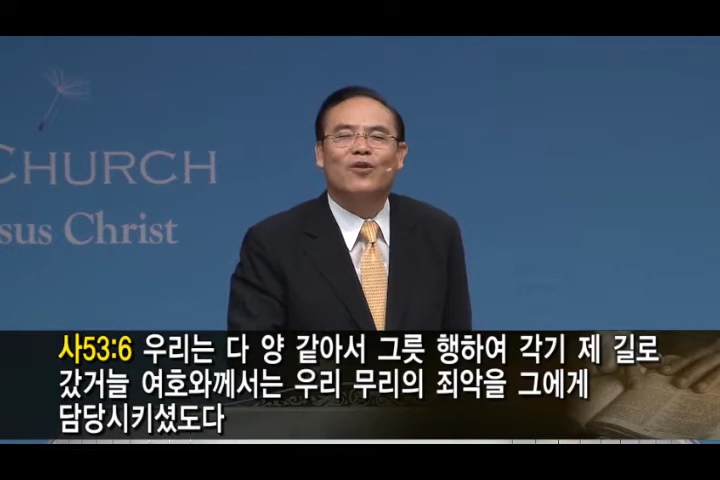 CHURCH
sus Christ
사53:6 우리는 다 양 같아서 그릇 행하여 각기 제 길로
갔거늘 여호와께서는 우리 무리의 죄악을 그에게
담당시키셨도다